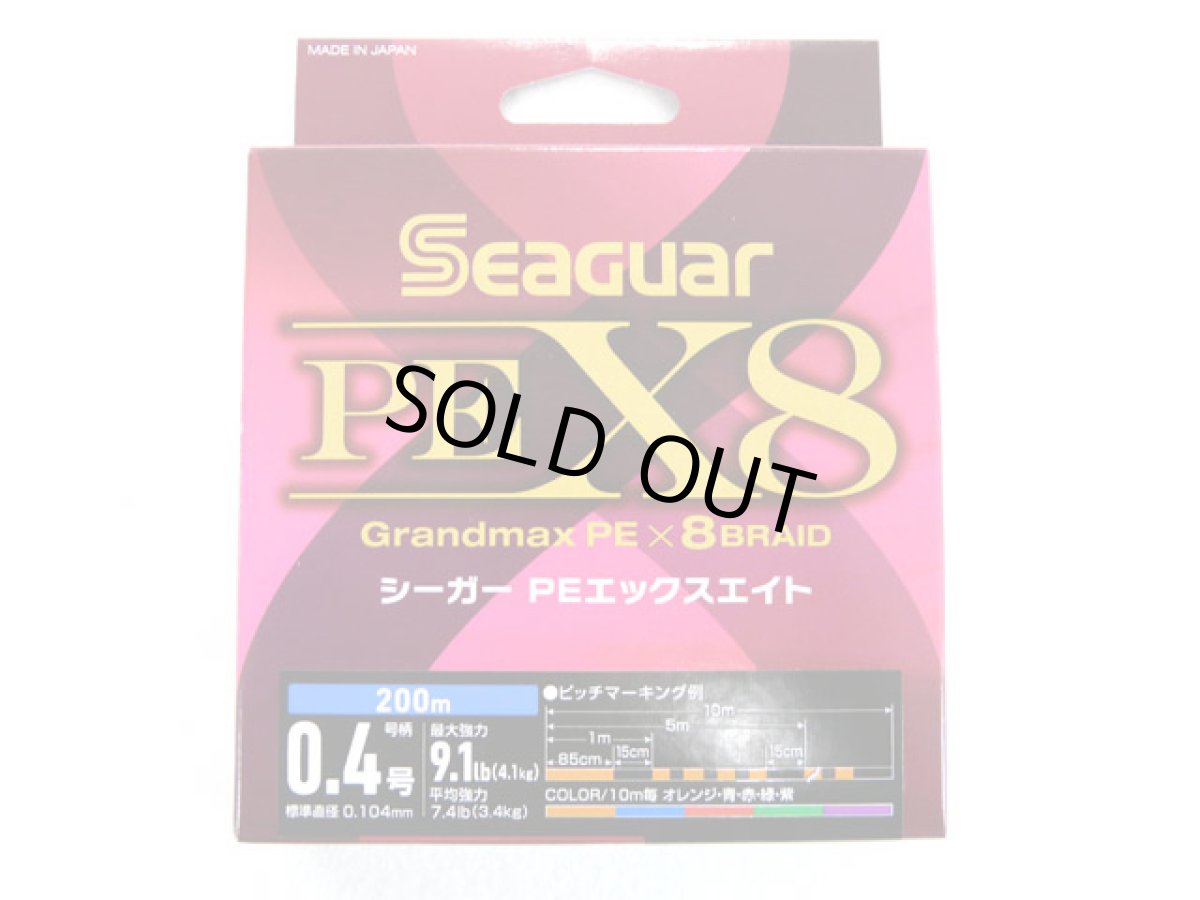 MADE IN JAPAN
SEAGUAR
PE X8
SOLD OUT
Grandmax PE×8BRAID
シーガー PEエックスエイト
200m
0.4号
号柄
標準直径 0.104mm
最大強力
9.1lb(4.1kg)
平均強力
7.4lb(3.4kg)
●ピッチマーキング例
10m
5m
1m
85cm 15cm 15cm
COLOR/10m毎 オレンジ・青・赤・緑・紫